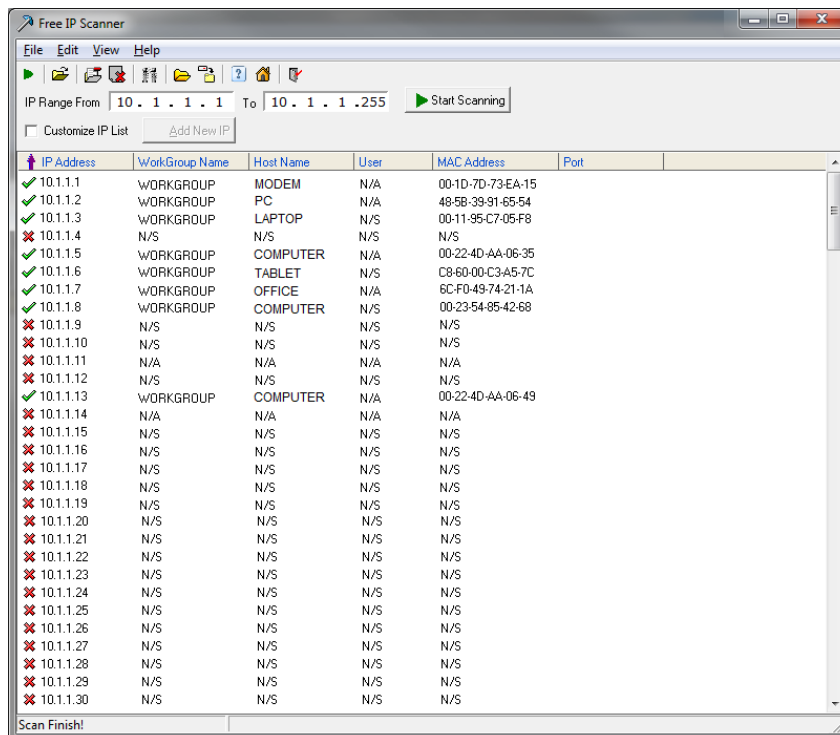 Free IP Scanner
File Edit View Help
IP Range From 10 . 1 . 1 . 1 To 10 . 1 . 1 .255 Start Scanning
Customize IP List Add New IP
IP Address WorkGroup Name Host Name User MAC Address Port
10.1.1.1 WORKGROUP MODEM N/A 00-1D-7D-73-EA-15
10.1.1.2 WORKGROUP PC N/A 48-5B-39-91-65-54
10.1.1.3 WORKGROUP LAPTOP N/S 00-11-95-C7-05-F8
10.1.1.4 N/S N/S N/S N/S
10.1.1.5 WORKGROUP COMPUTER N/A 00-22-4D-AA-06-35
10.1.1.6 WORKGROUP TABLET N/S C8-60-00-C3-A5-7C
10.1.1.7 WORKGROUP OFFICE N/A 6C-F0-49-74-21-1A
10.1.1.8 WORKGROUP COMPUTER N/S 00-23-54-85-42-68
10.1.1.9 N/S N/S N/S N/S
10.1.1.10 N/S N/S N/S N/S
10.1.1.11 N/A N/A N/A N/A
10.1.1.12 N/S N/S N/S N/S
10.1.1.13 WORKGROUP COMPUTER N/A 00-22-4D-AA-06-49
10.1.1.14 N/A N/A N/A N/A
10.1.1.15 N/S N/S N/S N/S
10.1.1.16 N/S N/S N/S N/S
10.1.1.17 N/S N/S N/S N/S
10.1.1.18 N/S N/S N/S N/S
10.1.1.19 N/S N/S N/S N/S
10.1.1.20 N/S N/S N/S N/S
10.1.1.21 N/S N/S N/S N/S
10.1.1.22 N/S N/S N/S N/S
10.1.1.23 N/S N/S N/S N/S
10.1.1.24 N/S N/S N/S N/S
10.1.1.25 N/S N/S N/S N/S
10.1.1.26 N/S N/S N/S N/S
10.1.1.27 N/S N/S N/S N/S
10.1.1.28 N/S N/S N/S N/S
10.1.1.29 N/S N/S N/S N/S
10.1.1.30 N/S N/S N/S N/S
Scan Finish!